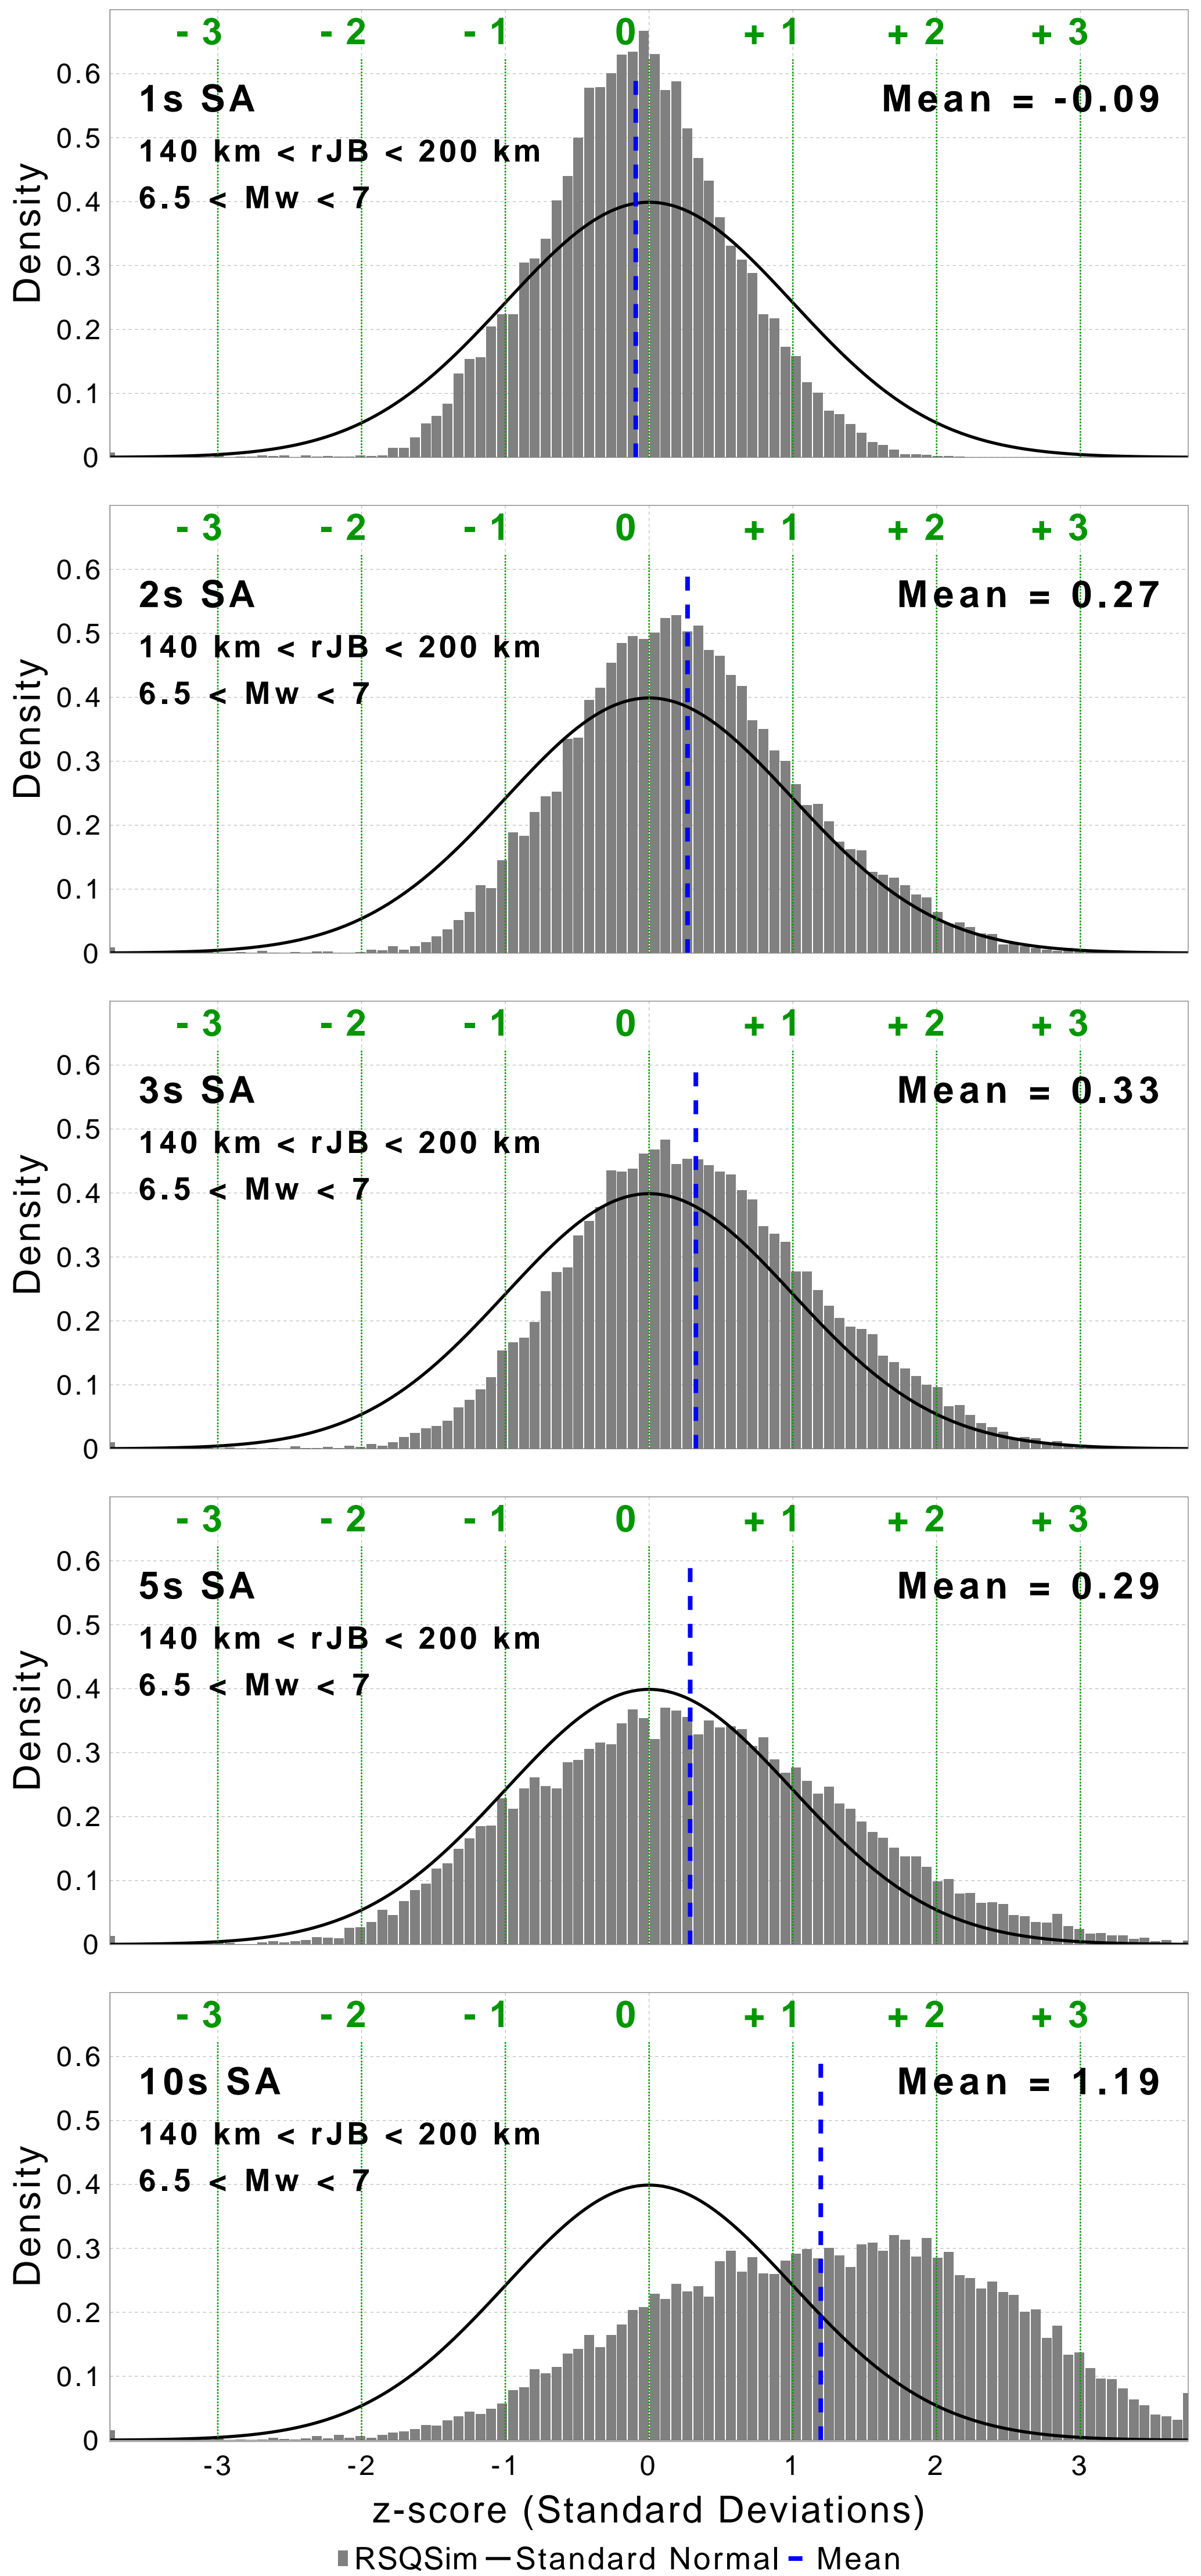 - 3 - 2 - 1 0 + 1 + 2 + 3
0.6
1s SA Mean = -0.09
0.5
140 km < rJB < 200 km
6.5 < Mw < 7
0.4
0.3
0.2
0.1
0
Density
- 3 - 2 - 1 0 + 1 + 2 + 3
0.6
2s SA Mean = 0.27
0.5
140 km < rJB < 200 km
6.5 < Mw < 7
0.4
0.3
0.2
0.1
0
Density
- 3 - 2 - 1 0 + 1 + 2 + 3
0.6
3s SA Mean = 0.33
0.5
140 km < rJB < 200 km
6.5 < Mw < 7
0.4
0.3
0.2
0.1
0
Density
- 3 - 2 - 1 0 + 1 + 2 + 3
0.6
5s SA Mean = 0.29
0.5
140 km < rJB < 200 km
6.5 < Mw < 7
0.4
0.3
0.2
0.1
0
Density
- 3 - 2 - 1 0 + 1 + 2 + 3
0.6
10s SA Mean = 1.19
0.5
140 km < rJB < 200 km
6.5 < Mw < 7
0.4
0.3
0.2
0.1
0
Density
-3 -2 -1 0 1 2 3
z-score (Standard Deviations)
RSQSim Standard Normal Mean